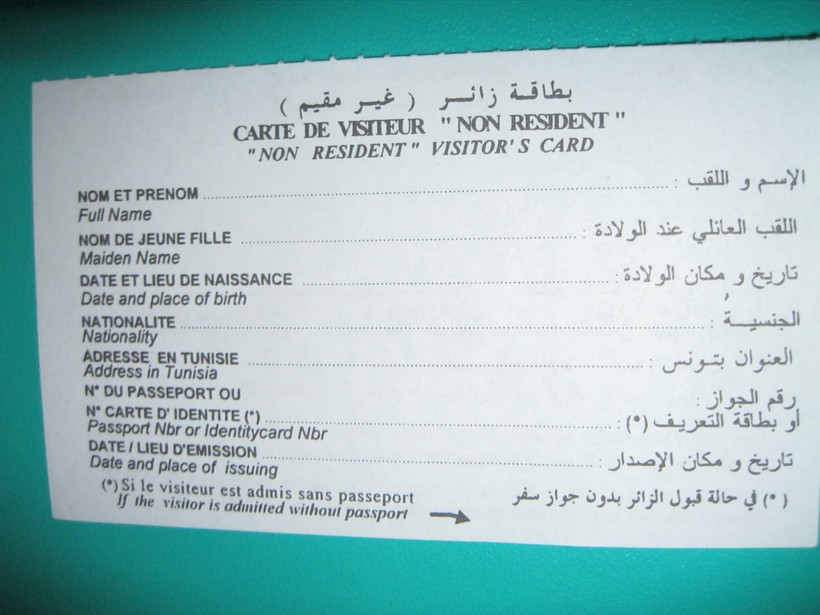 بطاقة زائر ( غير مقيم )
CARTE DE VISITEUR " NON RESIDENT "
" NON RESIDENT " VISITOR' S CARD
NOM ET PRENOM ........ : الإسم و اللقب
Full Name
NOM DE JEUNE FILLE ........ : اللقب العائلي عند الولادة
Maiden Name
DATE ET LIEU DE NAISSANCE ........ : تاريخ و مكان الولادة
Date and place of birth
NATIONALITE ........ : الجنسية
Nationality
ADRESSE EN TUNISIE ........ : العنوان بتونس
Address in Tunisia
N° DU PASSEPORT OU رقم الجواز :
N° CARTE D' IDENTITE (*) ........ : أو بطاقة التعريف (*)
Passport Nbr or Identitycard Nbr
DATE / LIEU D'EMISSION ........ : تاريخ و مكان الإصدار
Date and place of issuing
(*) Si le visiteur est admis sans passeport (*) في حالة قبول الزائر بدون جواز سفر
If the visitor is admitted without passport